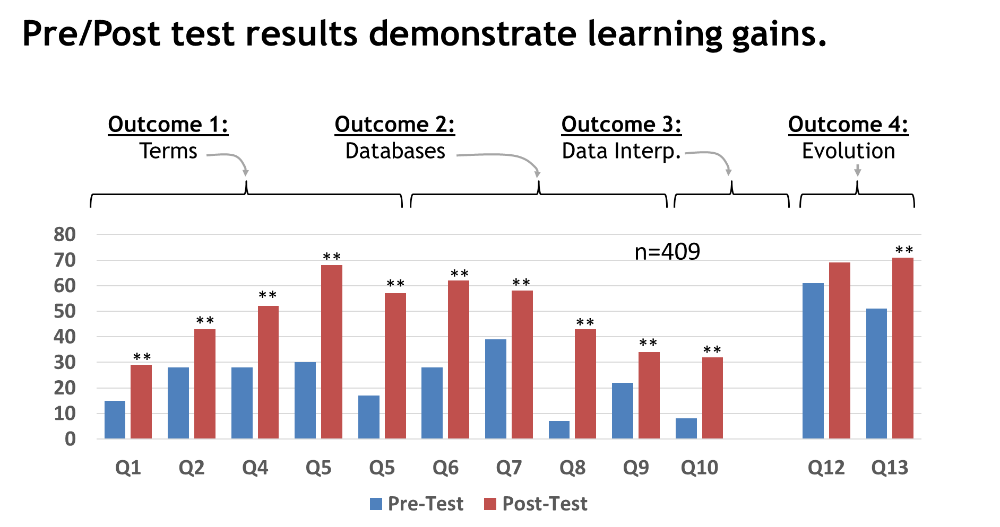 Pre/Post test results demonstrate learning gains.
Outcome 1: Outcome 2: Outcome 3: Outcome 4:
Terms Databases Data Interp. Evolution
80
n=409
70
60
50
40
30
20
10
0
** ** ** ** ** ** ** ** ** ** **
Q1 Q2 Q4 Q5 Q5 Q6 Q7 Q8 Q9 Q10 Q12 Q13
Pre-Test Post-Test